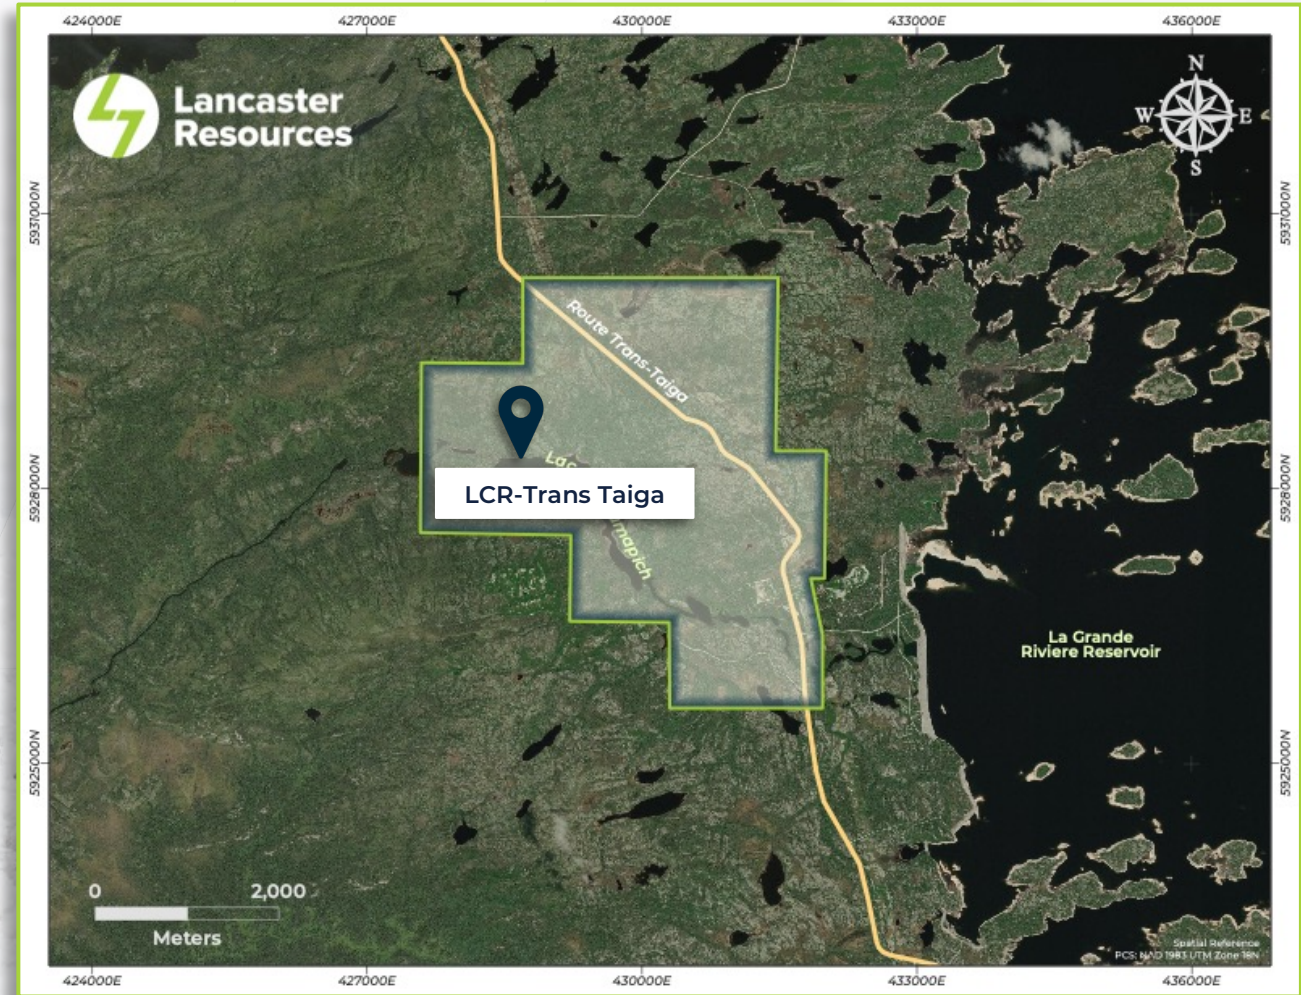 424000E 427000E 430000E 433000E 436000E
Lancaster
Resources
N
W E
S
5931000N 5931000N
Route Trans-Taiga
Lac
LCR-Trans Taiga
mapich
5928000N 5928000N
La Grande
Riviere Reservoir
5925000N 5925000N
0 2,000
Meters
Spatial Reference
PCS: NAD 1983 UTM Zone 18N
424000E 427000E 430000E 433000E 436000E